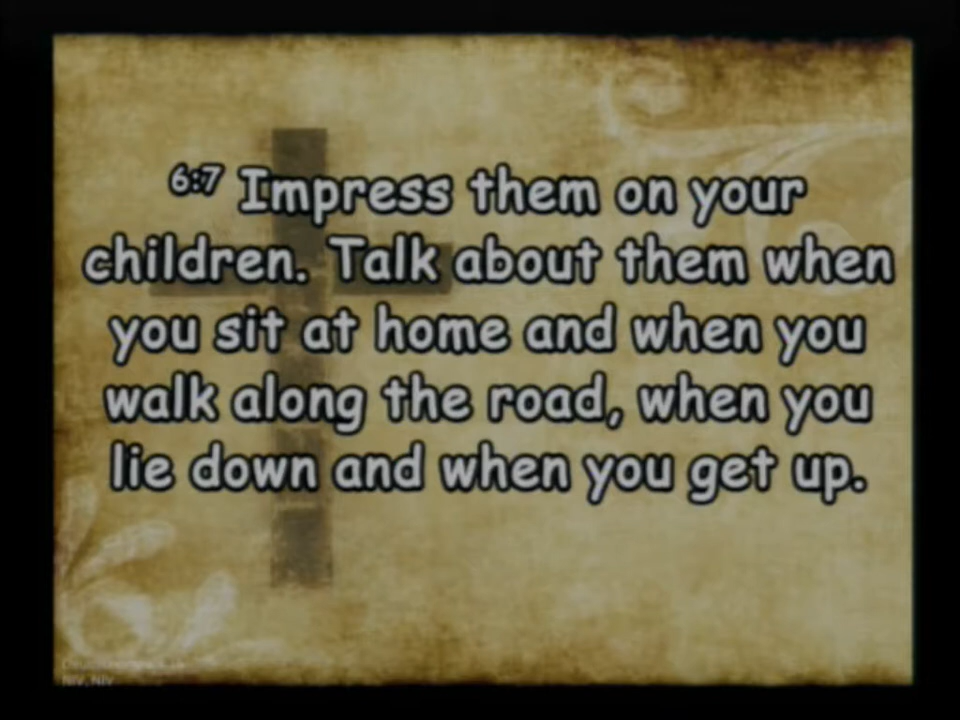 6:7 Impress them on your
children. Talk about them when
you sit at home and when you
walk along the road, when you
lie down and when you get up.
NIV, NIV